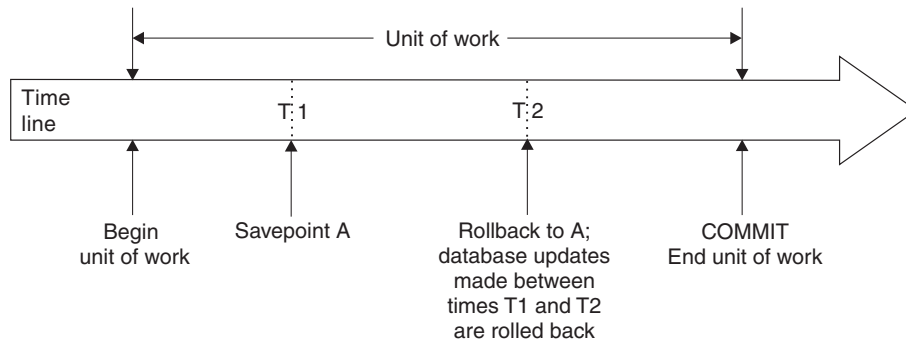 Unit of work
Time
line
T 1
T 2
Begin
unit of work
Savepoint A
Rollback to A;
database updates
made between
times T1 and T2
are rolled back
COMMIT
End unit of work